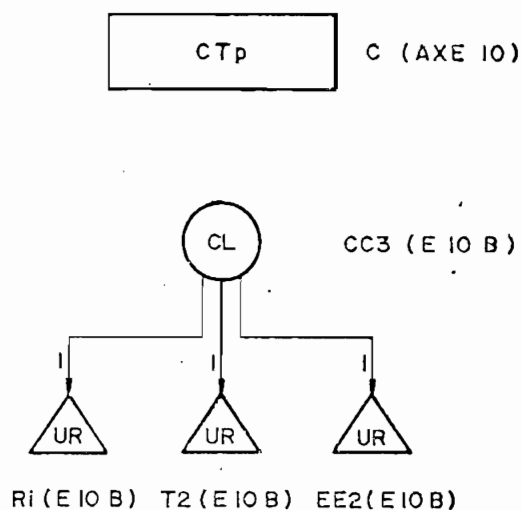 CTp C (AXE 10)
CL CC3 (E 10 B)
1 1 1
UR UR UR
Ri (E 10 B) T2 (E 10 B) EE2 (E 10 B)